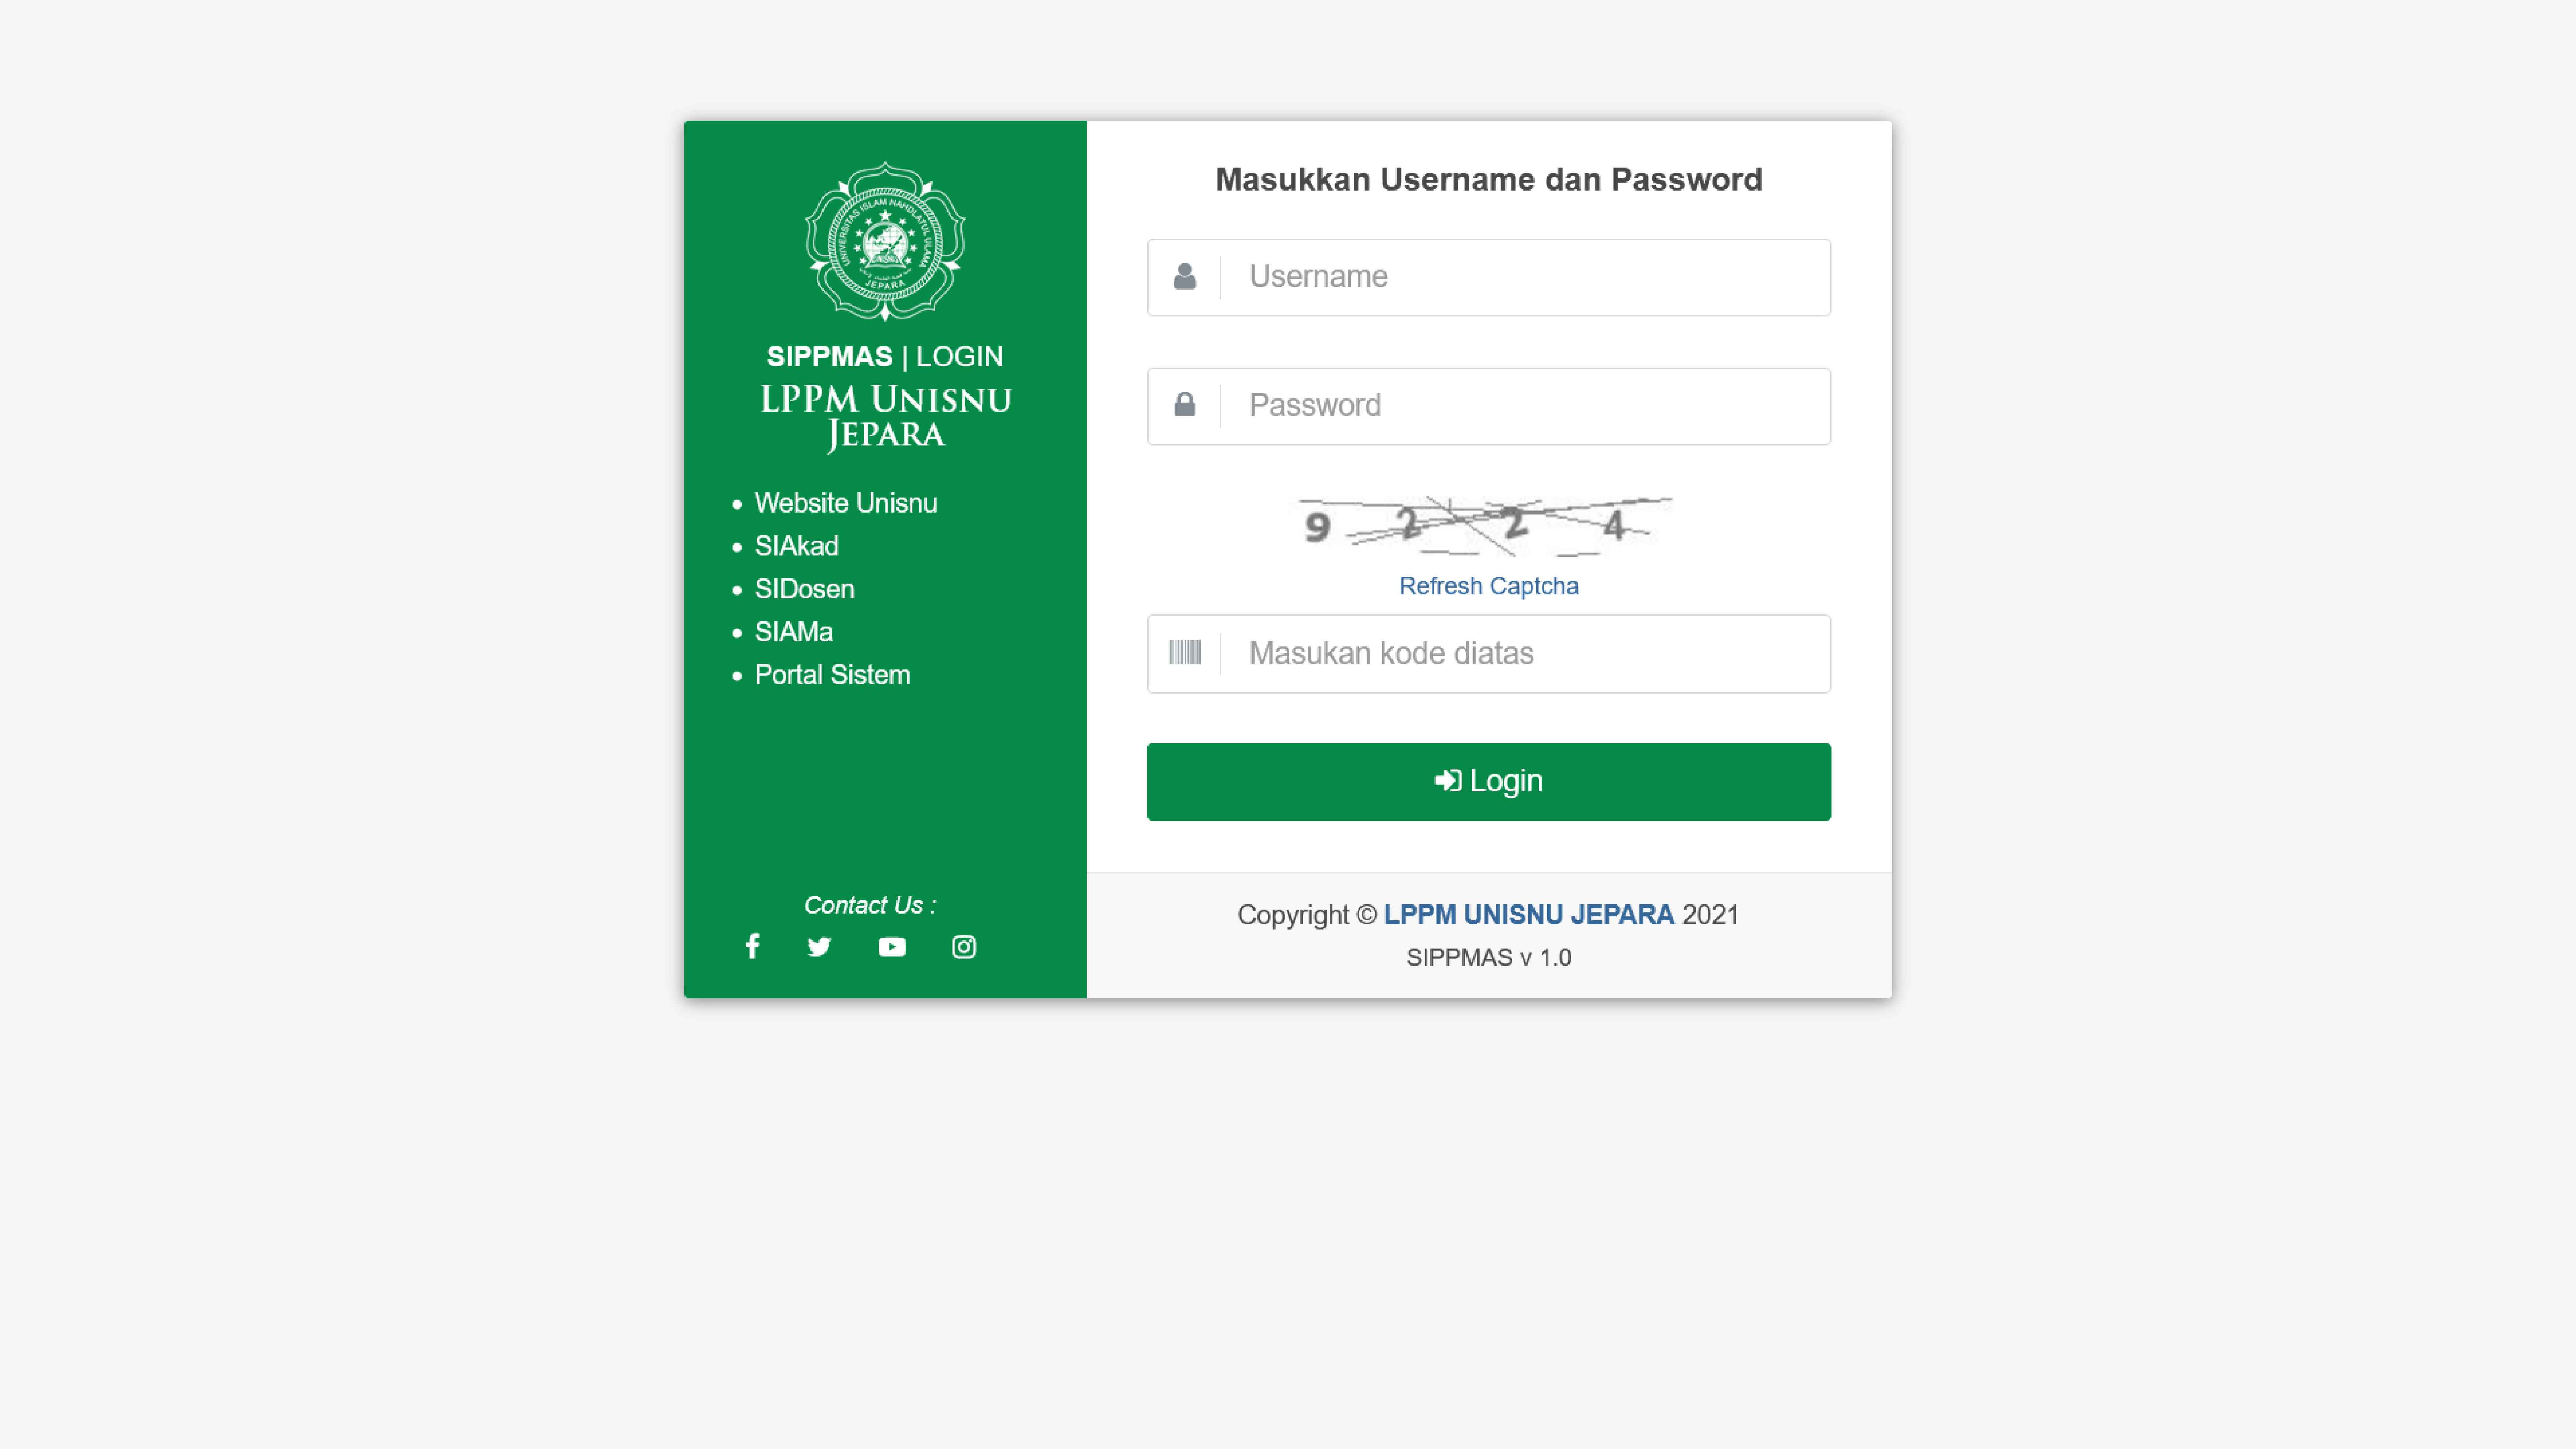 UNIVERSITAS ISLAM NAHDLATUL ULAMA
UNISNU
JEPARA
SIPPMAS | LOGIN
LPPM UNISNU
JEPARA
Website Unisnu
SIAkad
SIDosen
SIAMa
Portal Sistem
Contact Us :
Masukkan Username dan Password
Username
Password
9 2 2 4
Refresh Captcha
Masukan kode diatas
Login
Copyright © LPPM UNISNU JEPARA 2021
SIPPMAS v 1.0